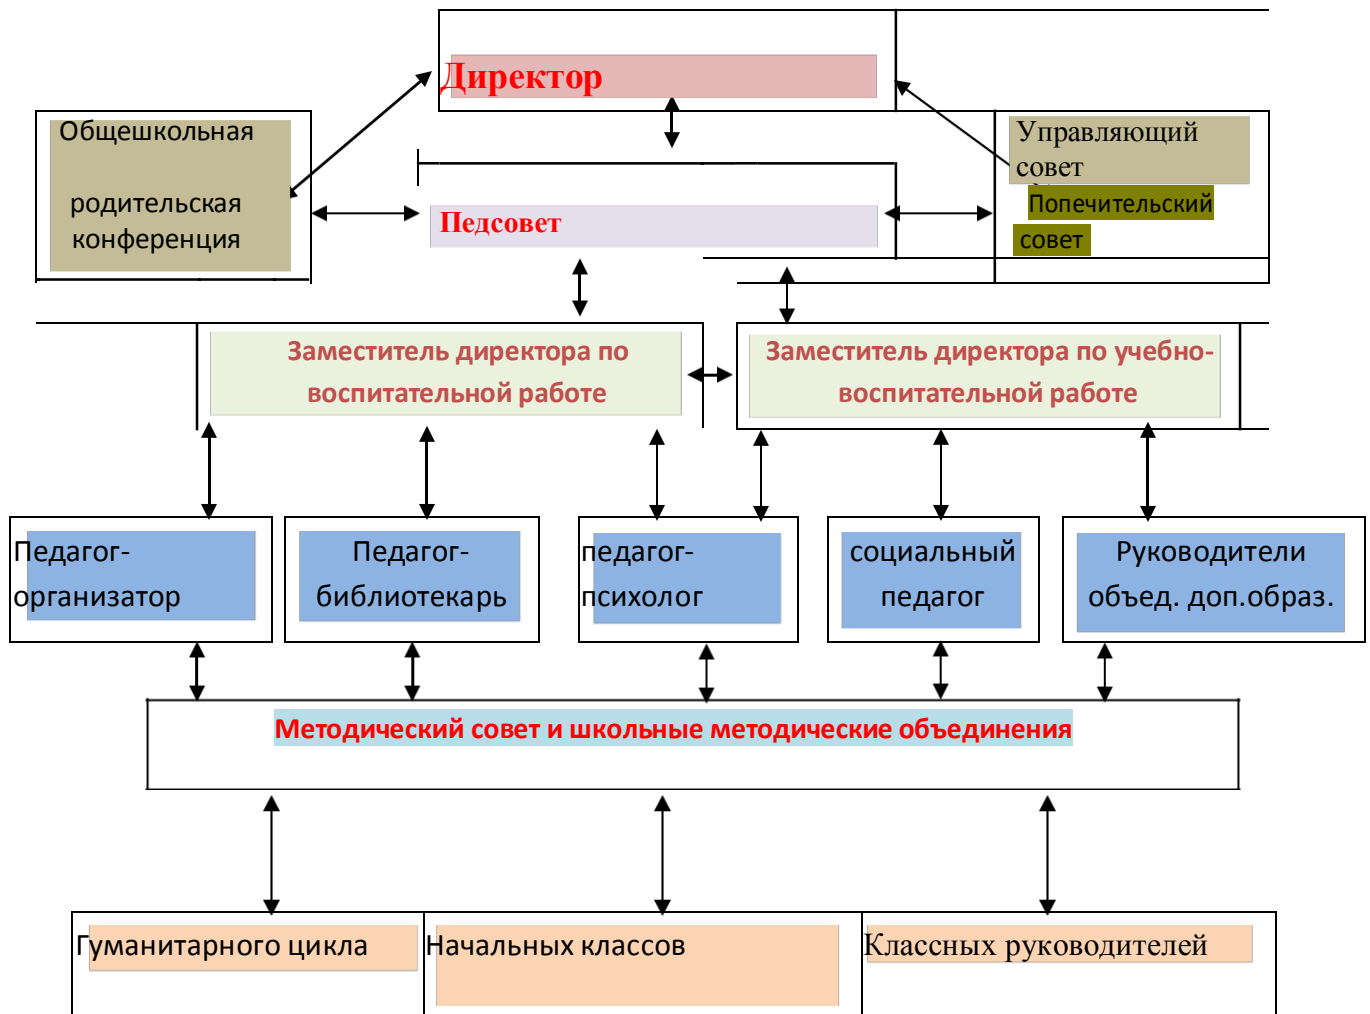 Директор
Общешкольная
родительская
конференция
Управляющий
совет
Попечительский
совет
Педсовет
Заместитель директора по
воспитательной работе
Заместитель директора по учебно-
воспитательной работе
Педагог-
организатор
Педагог-
библиотекарь
педагог-
психолог
социальный
педагог
Руководители
объед. доп.образ.
Методический совет и школьные методические объединения
Гуманитарного цикла
Начальных классов
Классных руководителей